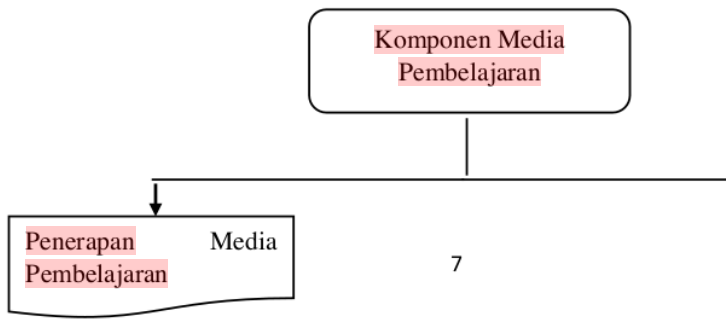 Komponen Media
Pembelajaran
Penerapan Media
Pembelajaran
7